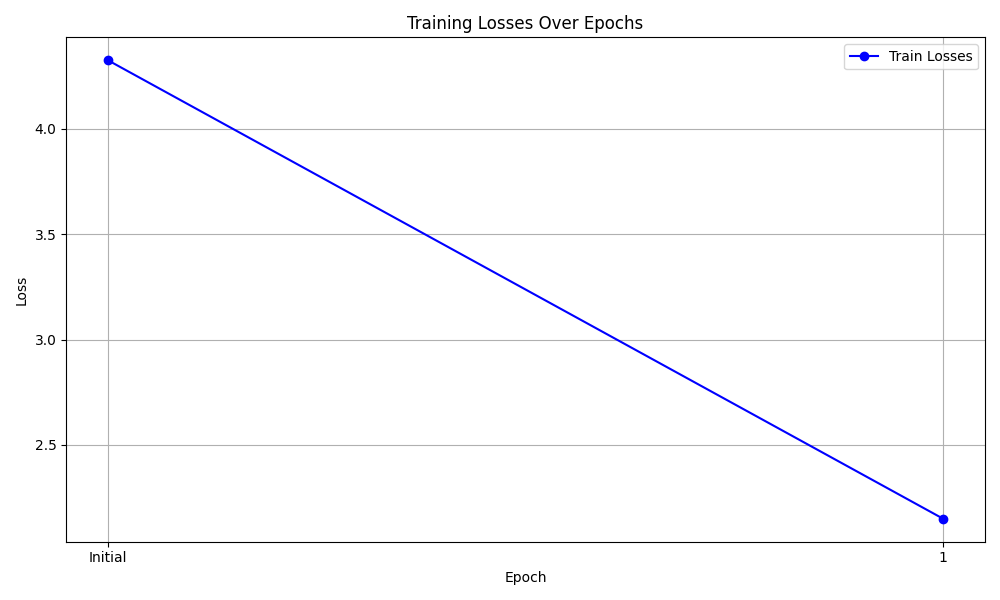 Training Losses Over Epochs
Train Losses
4.0
3.5
3.0
2.5
Loss
Initial
1
Epoch